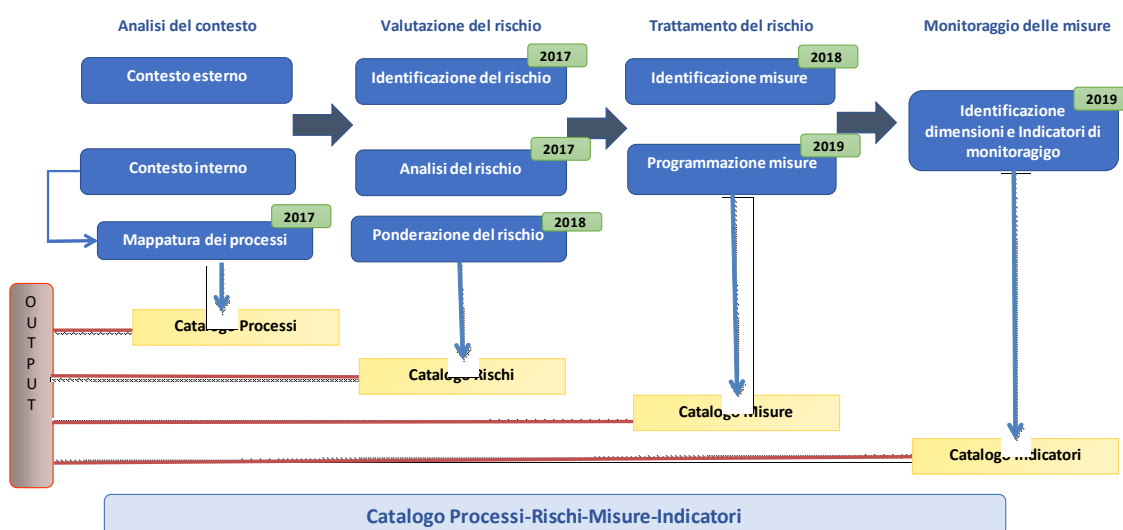 Analisi del contesto
Valutazione del rischio
Trattamento del rischio
Monitoraggio delle misure
Contesto esterno
2017
Identificazione del rischio
2018
Identificazione misure
2019
Identificazione
dimensioni e Indicatori di
monitoragigo
Contesto interno
2017
Analisi del rischio
2019
Programmazione misure
2017
Mappatura dei processi
2018
Ponderazione del rischio
OUTPUT
Catalogo Processi
Catalogo Rischi
Catalogo Misure
Catalogo Indicatori
Catalogo Processi-Rischi-Misure-Indicatori